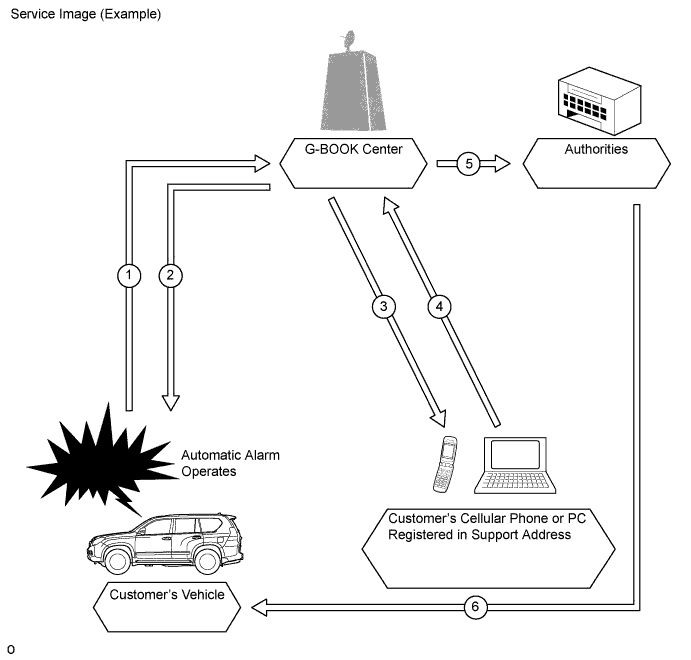 Service Image (Example)
G-BOOK Center
Authorities
5
1
2
3
4
Automatic Alarm
Operates
Customer's Cellular Phone or PC
Registered in Support Address
Customer's Vehicle
6
o